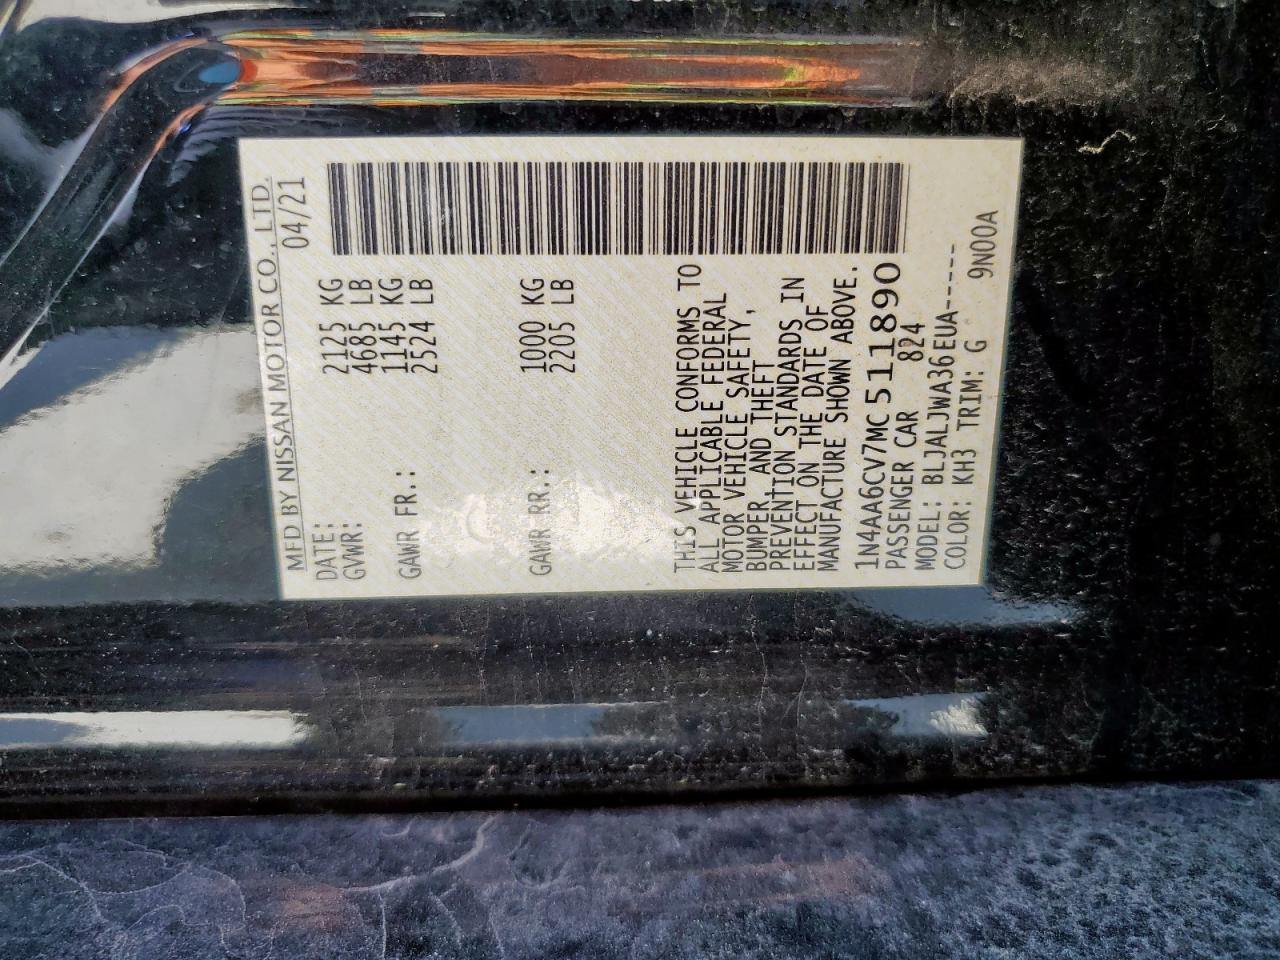 MFD BY NISSAN MOTOR CO., LTD.
DATE: 04/21
GVWR: 2125 KG
4685 LB
GAWR FR.: 1145 KG
2524 LB
GAWR RR.: 1000 KG
2205 LB
THIS VEHICLE CONFORMS TO
ALL APPLICABLE FEDERAL
MOTOR VEHICLE SAFETY,
BUMPER, AND THEFT
PREVENTION STANDARDS IN
EFFECT ON THE DATE OF
MANUFACTURE SHOWN ABOVE.
1N4AA6CV7MC511890
PASSENGER CAR 824
MODEL: BLJALJWA36EUA-----
COLOR: KH3 TRIM: G 9N00A